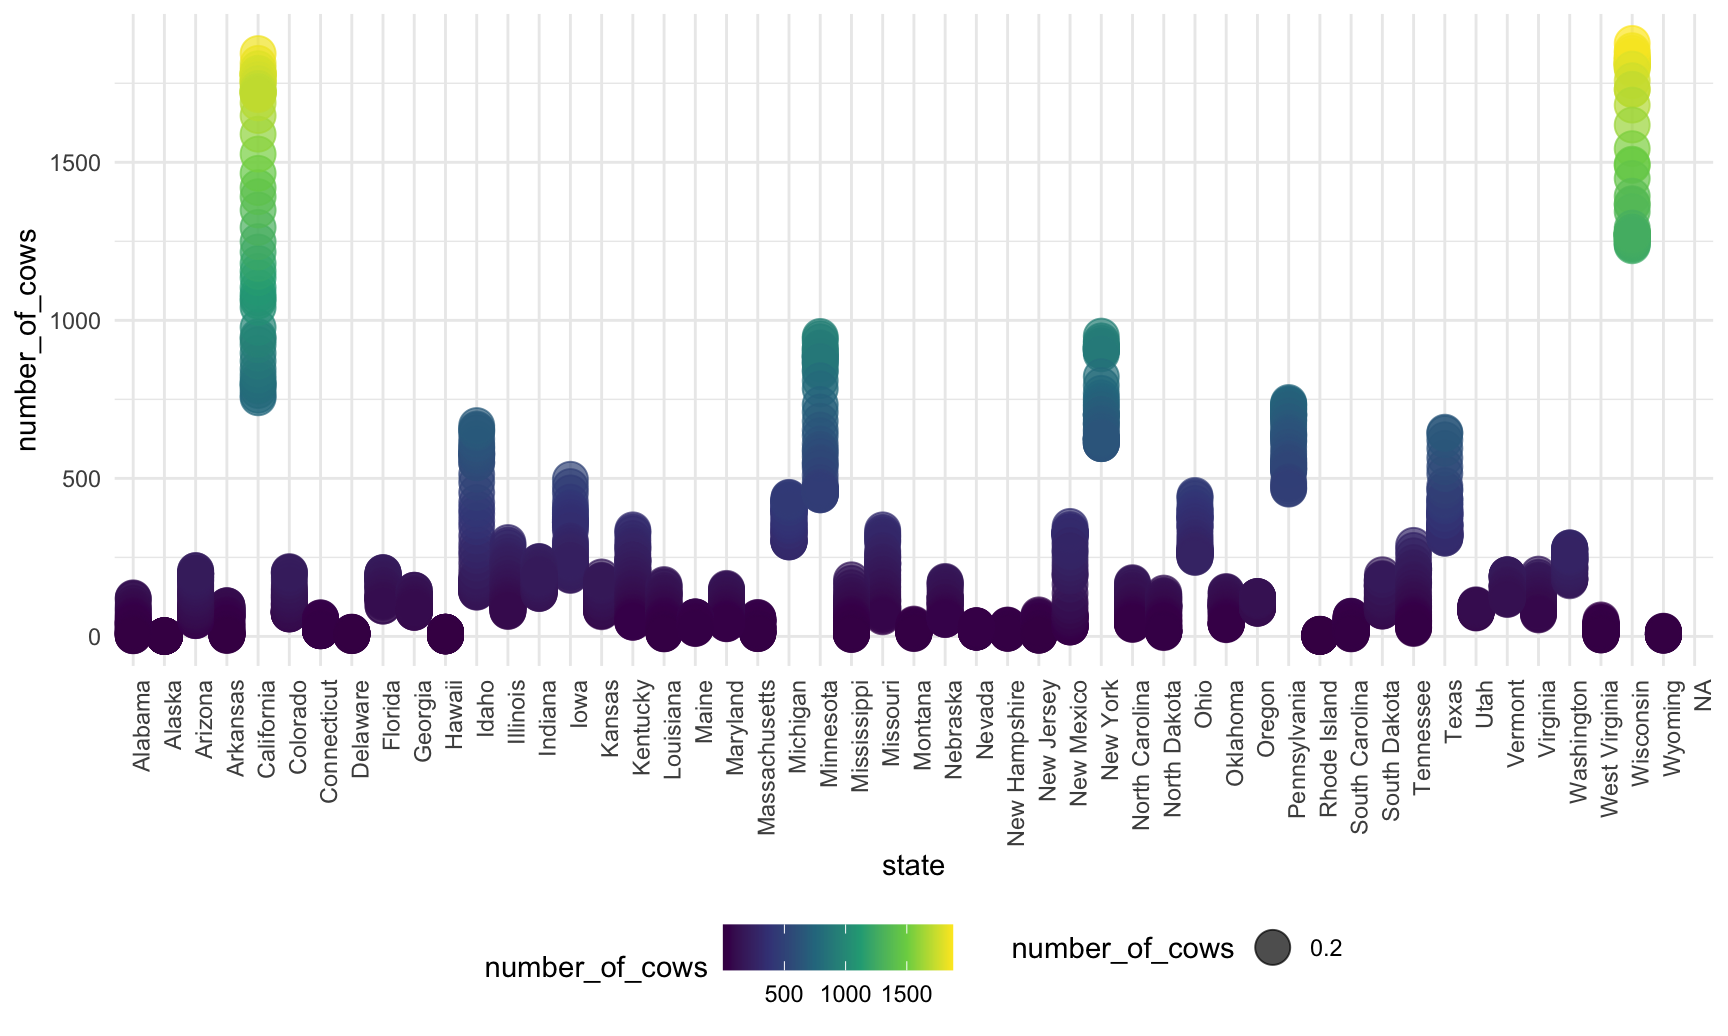 number_of_cows
1500
1000
500
0
Alabama
Alaska
Arizona
Arkansas
California
Colorado
Connecticut
Delaware
Florida
Georgia
Hawaii
Idaho
Illinois
Indiana
Iowa
Kansas
Kentucky
Louisiana
Maine
Maryland
Massachusetts
Michigan
Minnesota
Mississippi
Missouri
Montana
Nebraska
Nevada
New Hampshire
New Jersey
New Mexico
New York
North Carolina
North Dakota
Ohio
Oklahoma
Oregon
Pennsylvania
Rhode Island
South Carolina
South Dakota
Tennessee
Texas
Utah
Vermont
Virginia
Washington
West Virginia
Wisconsin
Wyoming
NA
state
number_of_cows
500 1000 1500
number_of_cows 0.2